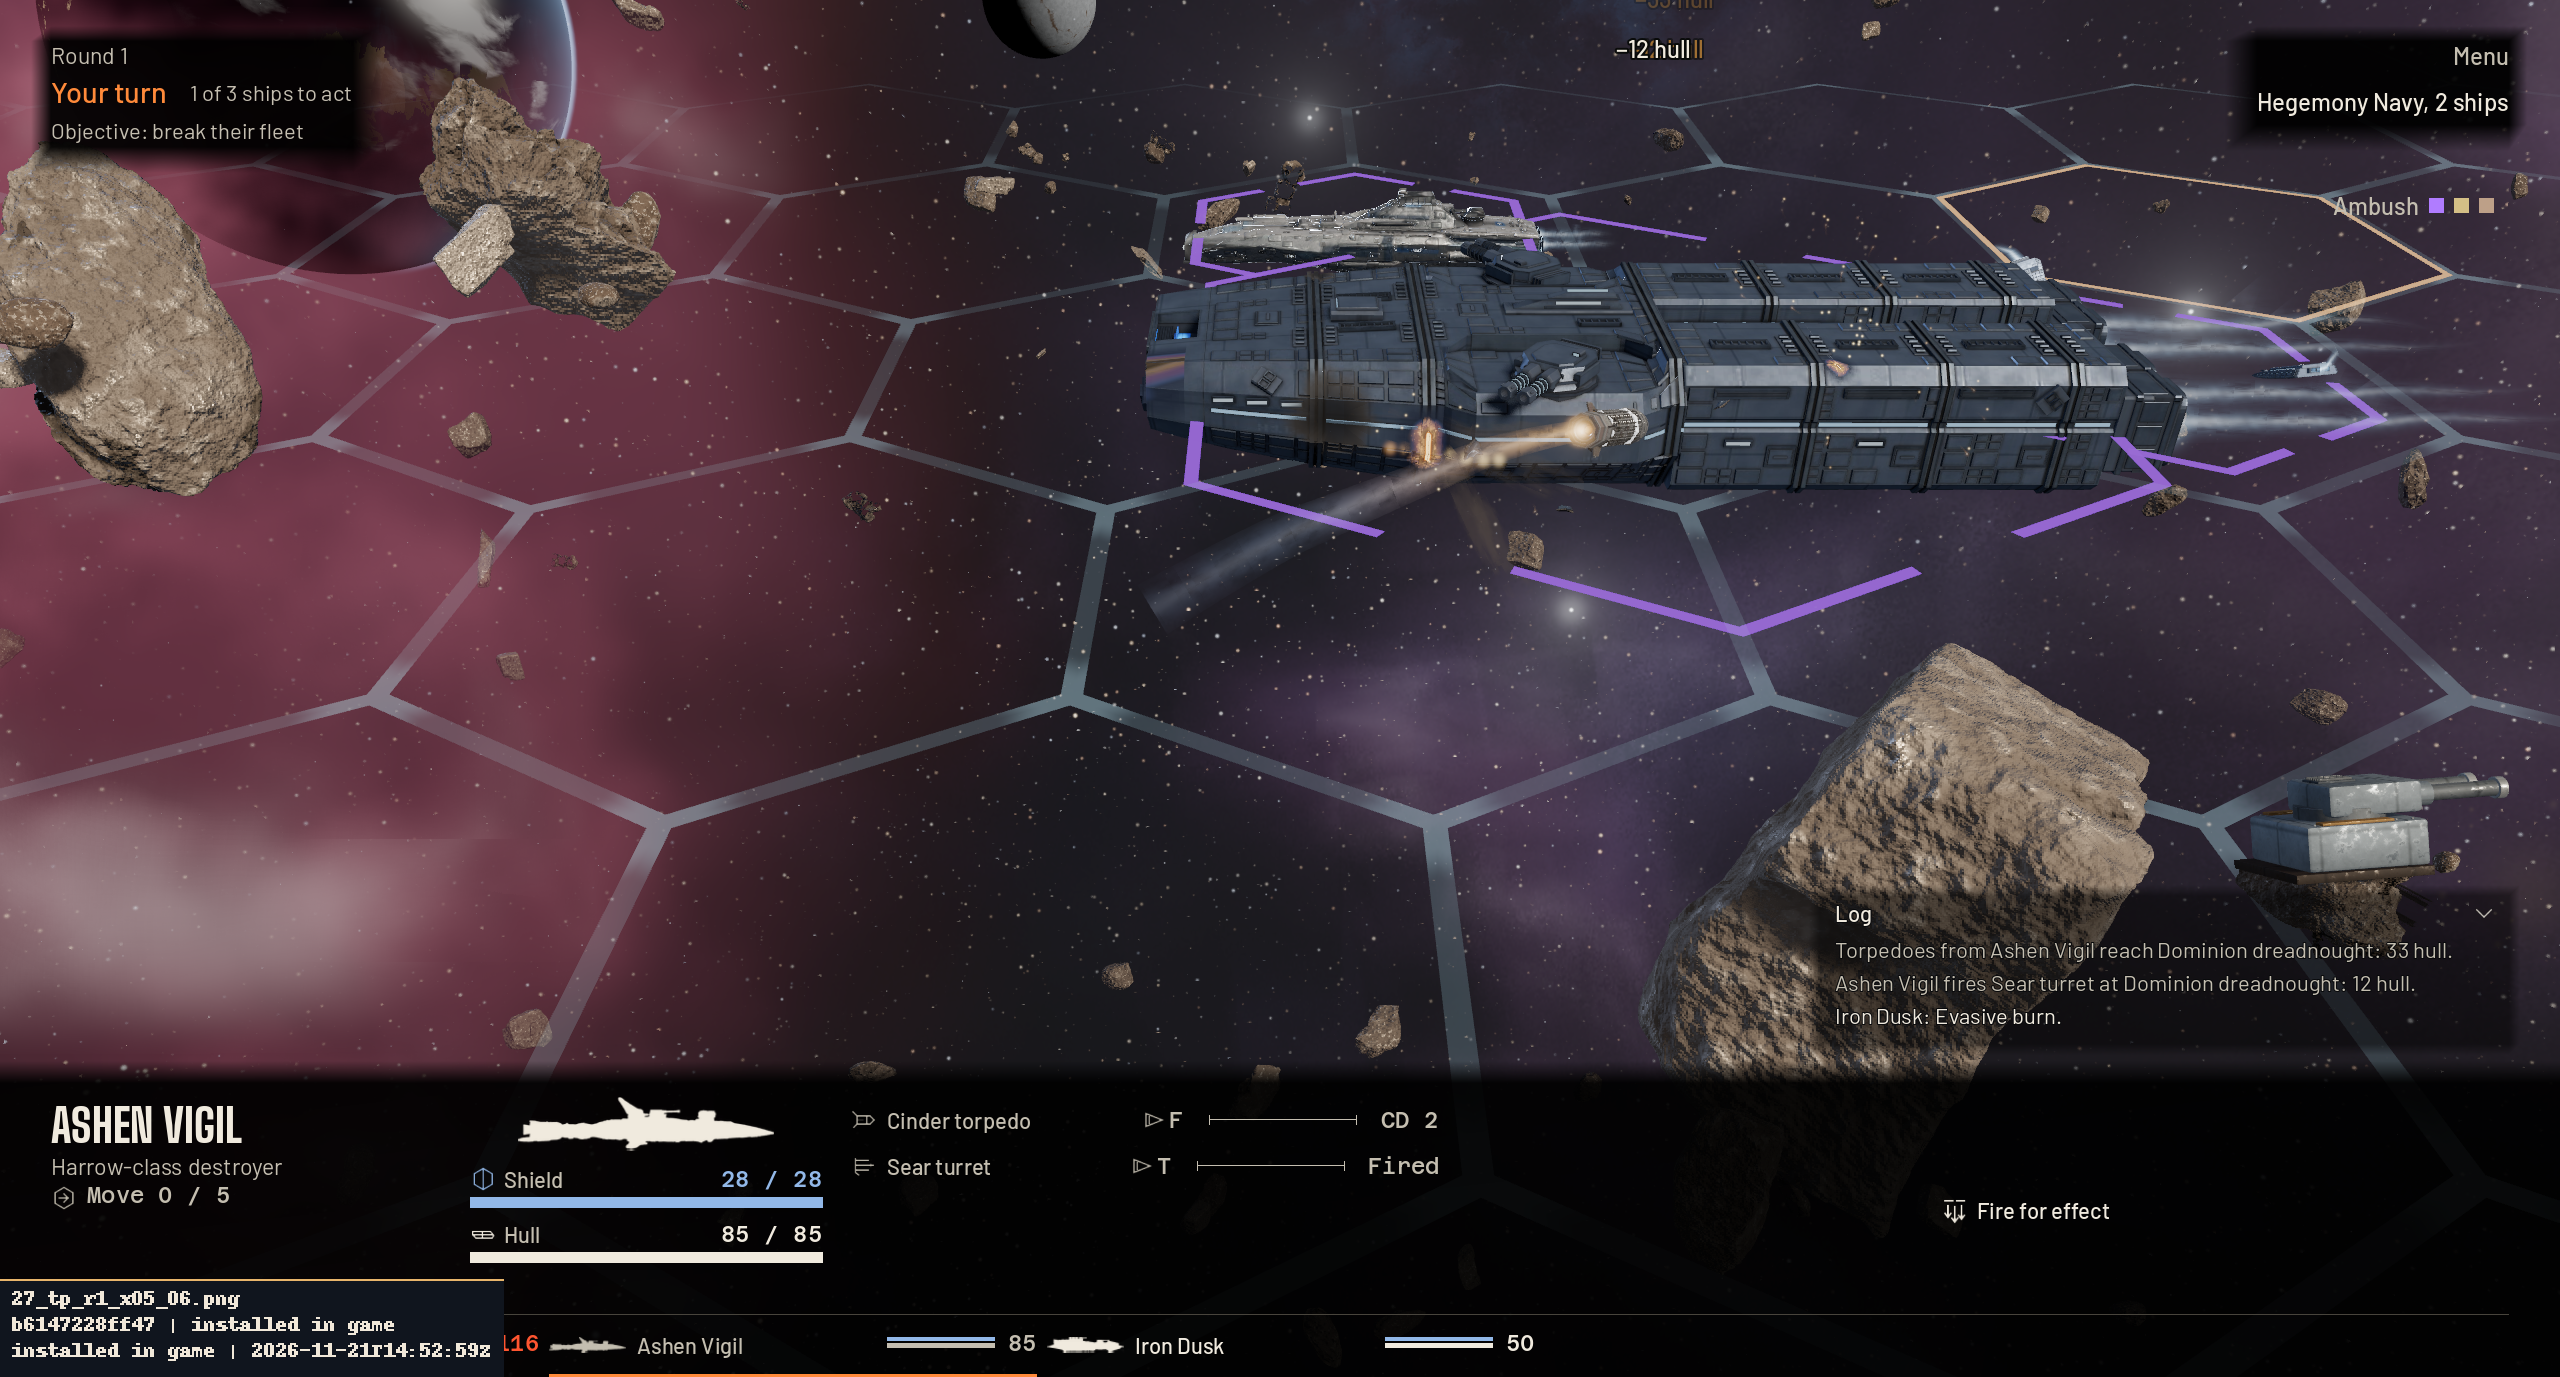 Round 1
Your turn 1 of 3 ships to act
Objective: break their fleet
-12 hull
Menu
Hegemony Navy, 2 ships
Ambush
Log
Torpedoes from Ashen Vigil reach Dominion dreadnought: 33 hull.
Ashen Vigil fires Sear turret at Dominion dreadnought: 12 hull.
Iron Dusk: Evasive burn.
ASHEN VIGIL
Harrow-class destroyer
Move 0 / 5
Shield 28 / 28
Hull 85 / 85
Cinder torpedo F CD 2
Sear turret T Fired
Fire for effect
27_tp_r1_x05_06.png
b6147228ff47 | installed in game
installed in game | 2026-11-21r14:52:59z
116 Ashen Vigil 85 Iron Dusk 50